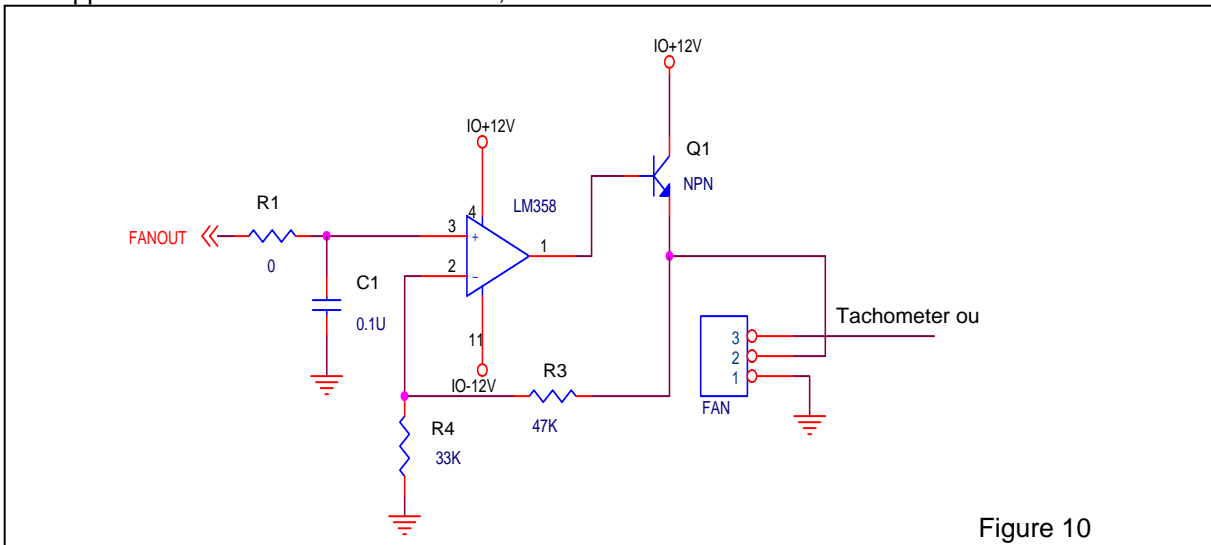 IO+12V
IO+12V
Q1
NPN
LM358
4
R1
3
+
1
FANOUT
0
2
-
C1
0.1U
Tachometer ou
3
2
1
FAN
11
IO-12V
R3
47K
R4
33K
Figure 10